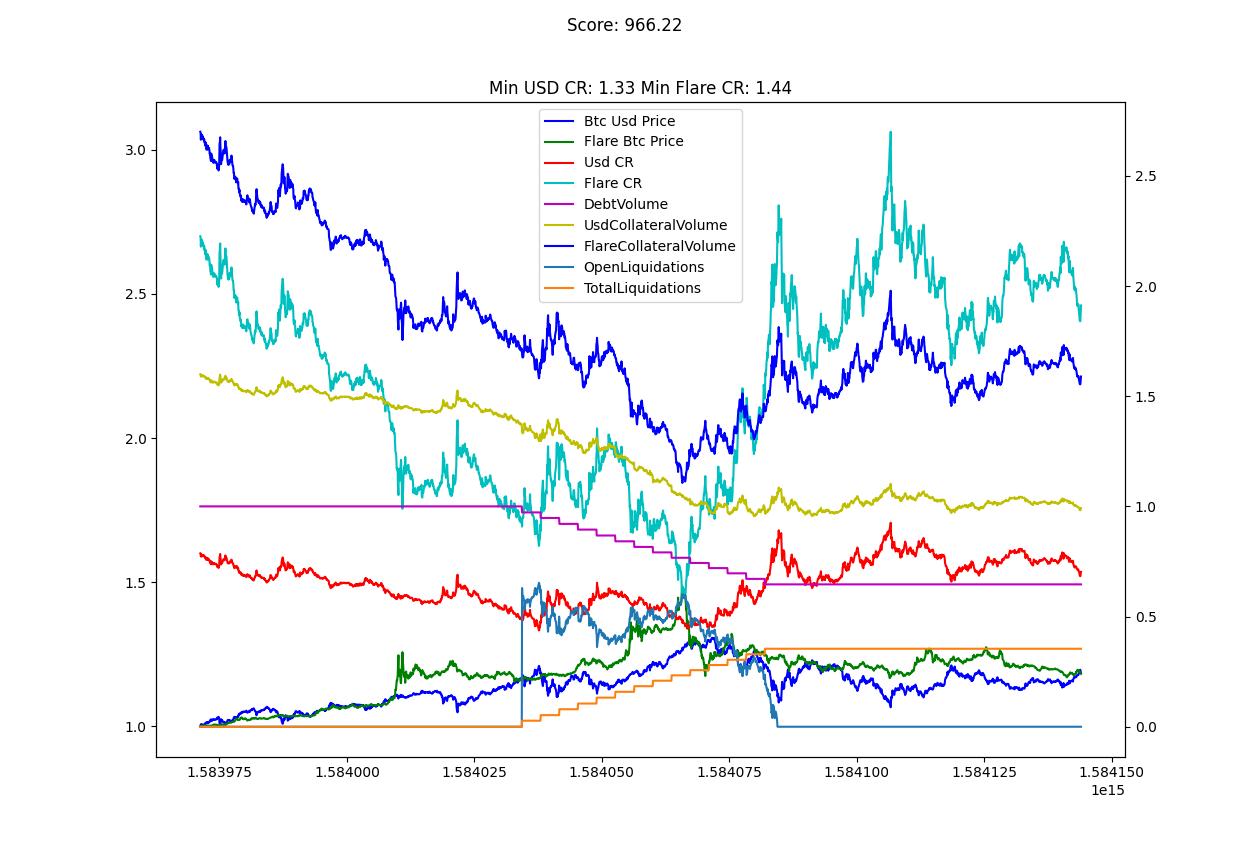 Score: 966.22
Min USD CR: 1.33 Min Flare CR: 1.44
Btc Usd Price
Flare Btc Price
Usd CR
Flare CR
DebtVolume
UsdCollateralVolume
FlareCollateralVolume
OpenLiquidations
TotalLiquidations
3.0
2.5
2.0
1.5
1.0
2.5
2.0
1.5
1.0
0.5
0.0
1.583975 1.584000 1.584025 1.584050 1.584075 1.584100 1.584125 1.584150
1e15